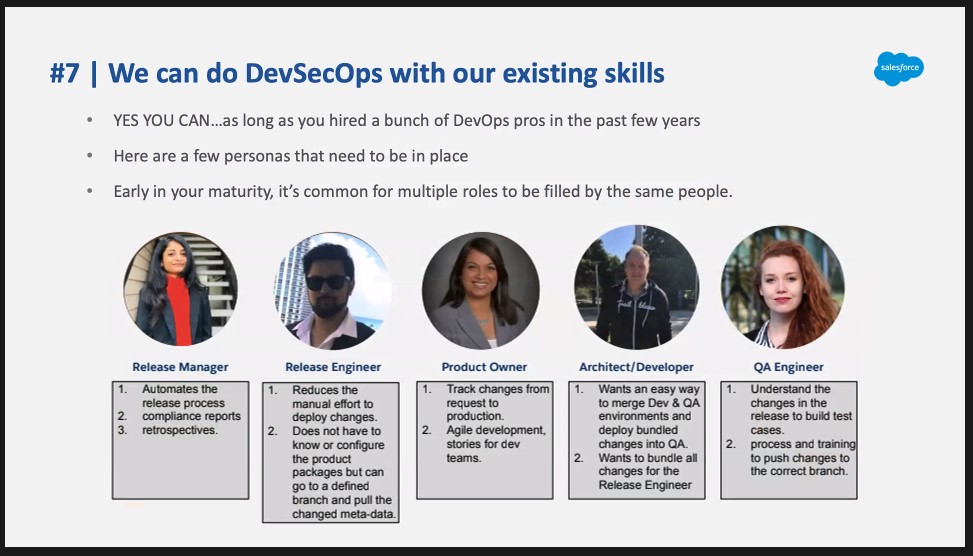 #7 | We can do DevSecOps with our existing skills
salesforce
• YES YOU CAN...as long as you hired a bunch of DevOps pros in the past few years
• Here are a few personas that need to be in place
• Early in your maturity, it's common for multiple roles to be filled by the same people.
Release Manager
1. Automates the
release process
2. compliance reports
3. retrospectives.
Release Engineer
1. Reduces the
manual effort to
deploy changes.
2. Does not have to
know or configure
the product
packages but can
go to a defined
branch and pull the
changed meta-data.
Product Owner
1. Track changes from
request to
production.
2. Agile development,
stories for dev
teams.
Architect/Developer
1. Wants an easy way
to merge Dev & QA
environments and
deploy bundled
changes into QA.
2. Wants to bundle all
changes for the
Release Engineer
QA Engineer
1. Understand the
changes in the
release to build test
cases.
2. process and training
to push changes to
the correct branch.